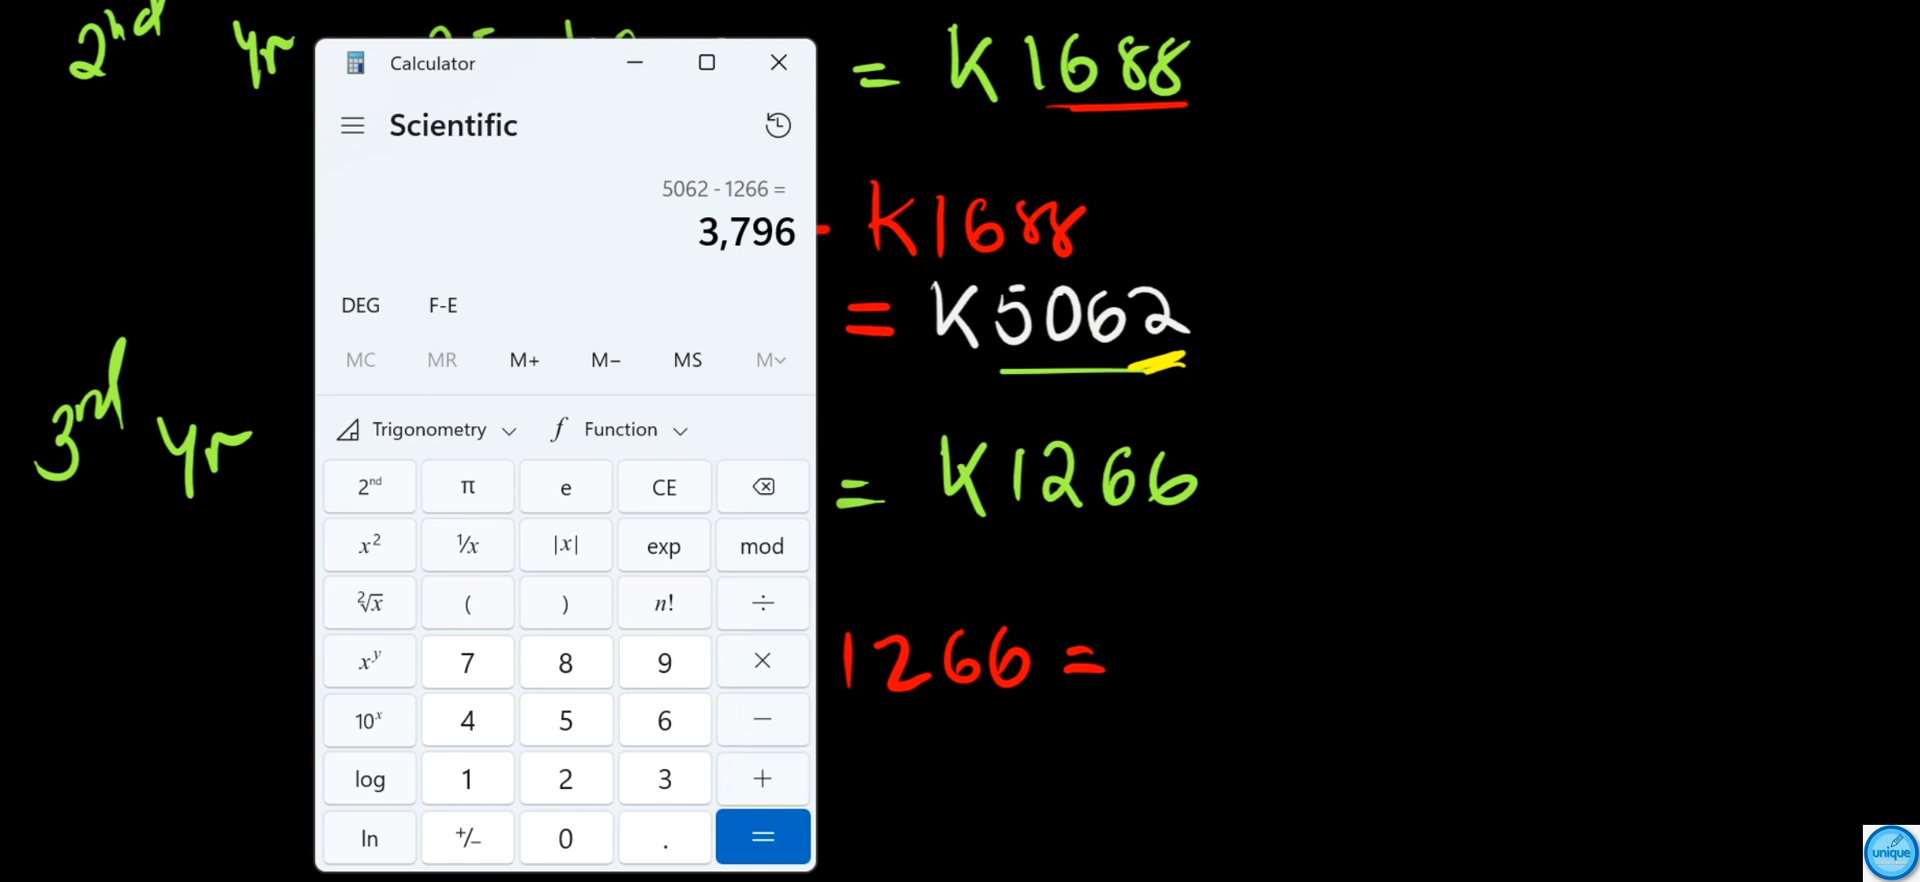 2nd yr = K1688
Calculator
Scientific
5062 - 1266 =
3,796
- K1688
DEG F-E
= K5062
MC MR M+ M− MS M
3rd yr
Trigonometry f Function
= K1266
2nd π e CE
x² ¹/x |x| exp mod
²√x ( ) n! ÷
xʸ 7 8 9 ×
1266 =
10ˣ 4 5 6 −
log 1 2 3 +
ln +/− 0 . =
unique